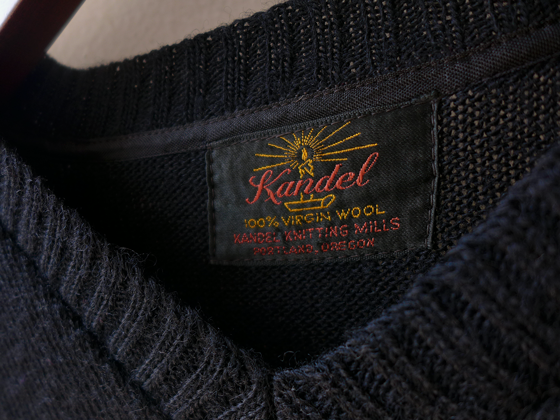 Kandel
100% VIRGIN WOOL
KANDEL KNITTING MILLS
PORTLAND, OREGON